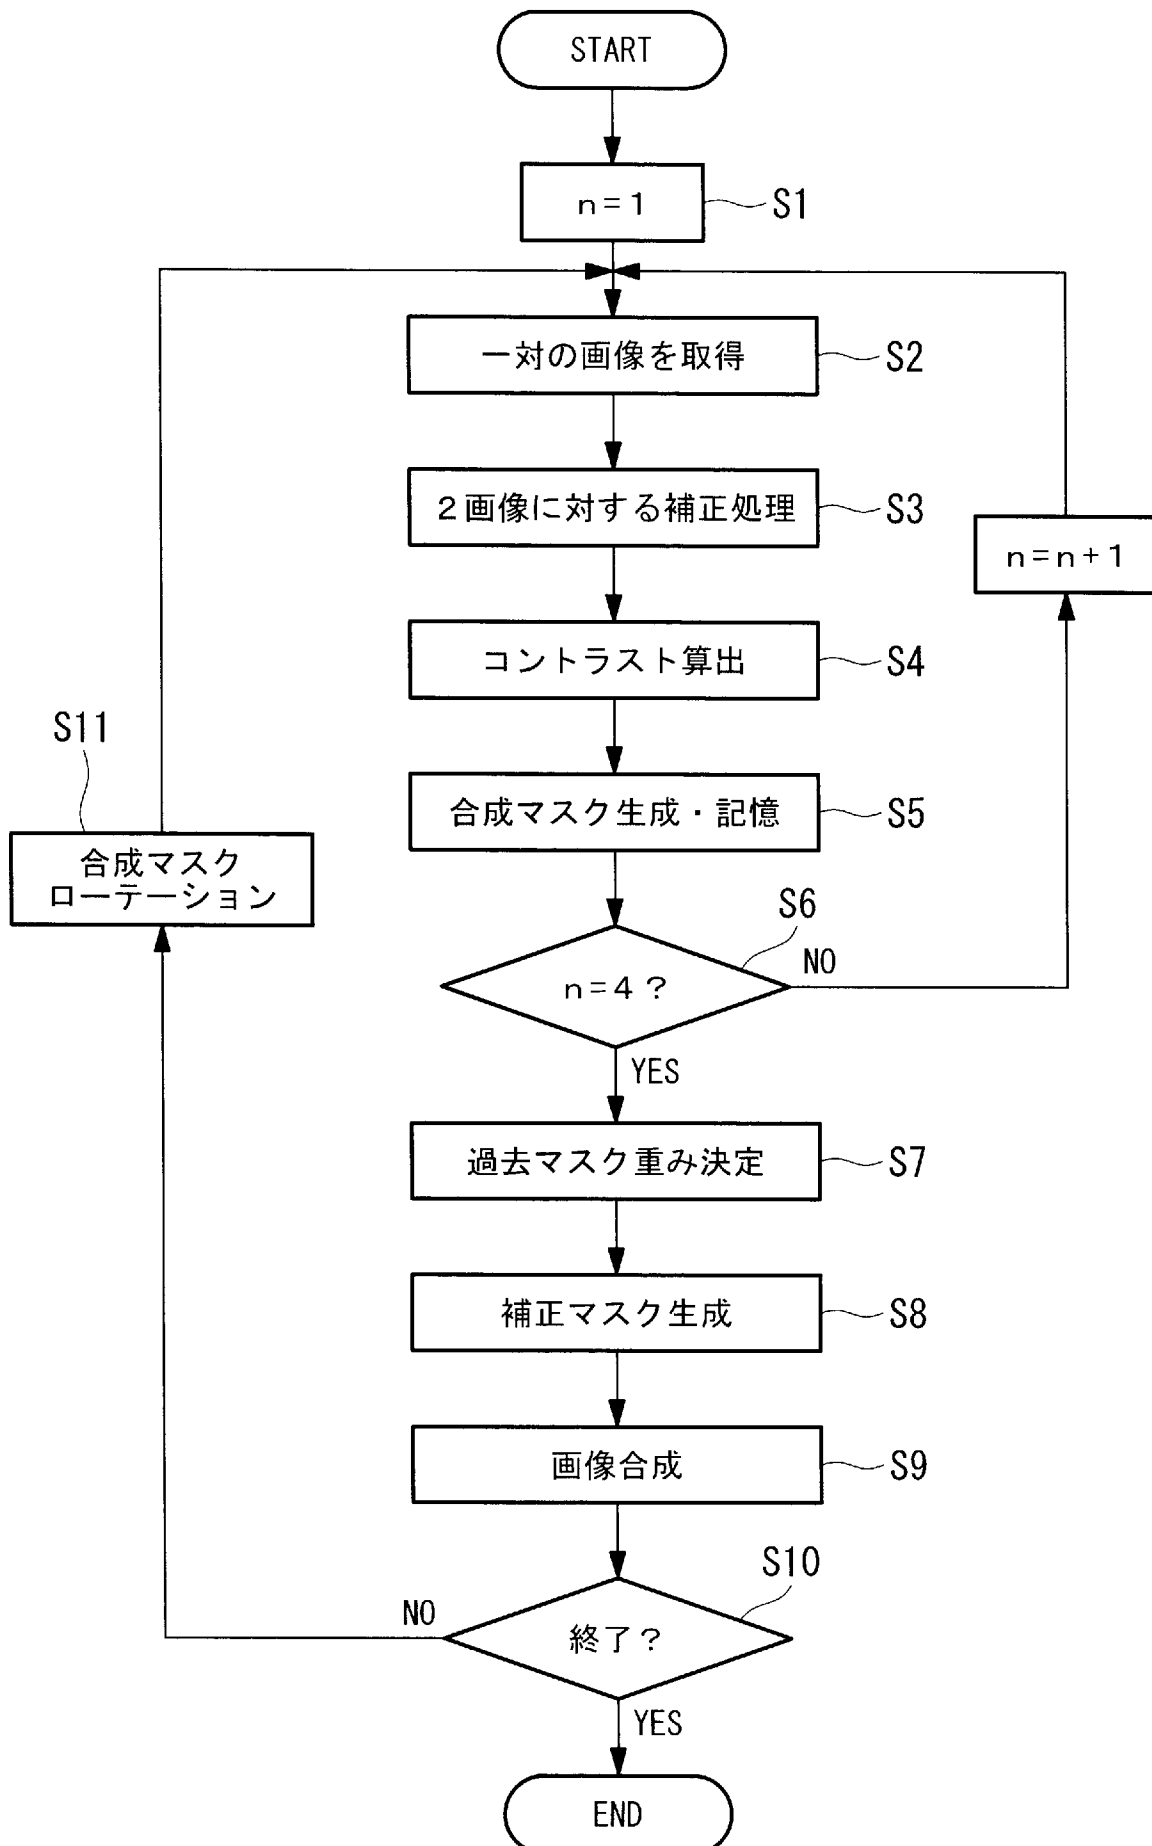 START
n=1
S1
一対の画像を取得
S2
2画像に対する補正処理
S3
n=n+1
コントラスト算出
S4
S11
合成マスク生成・記憶
S5
合成マスク
ローテーション
S6
n=4?
NO
YES
過去マスク重み決定
S7
補正マスク生成
S8
画像合成
S9
S10
NO
終了?
YES
END